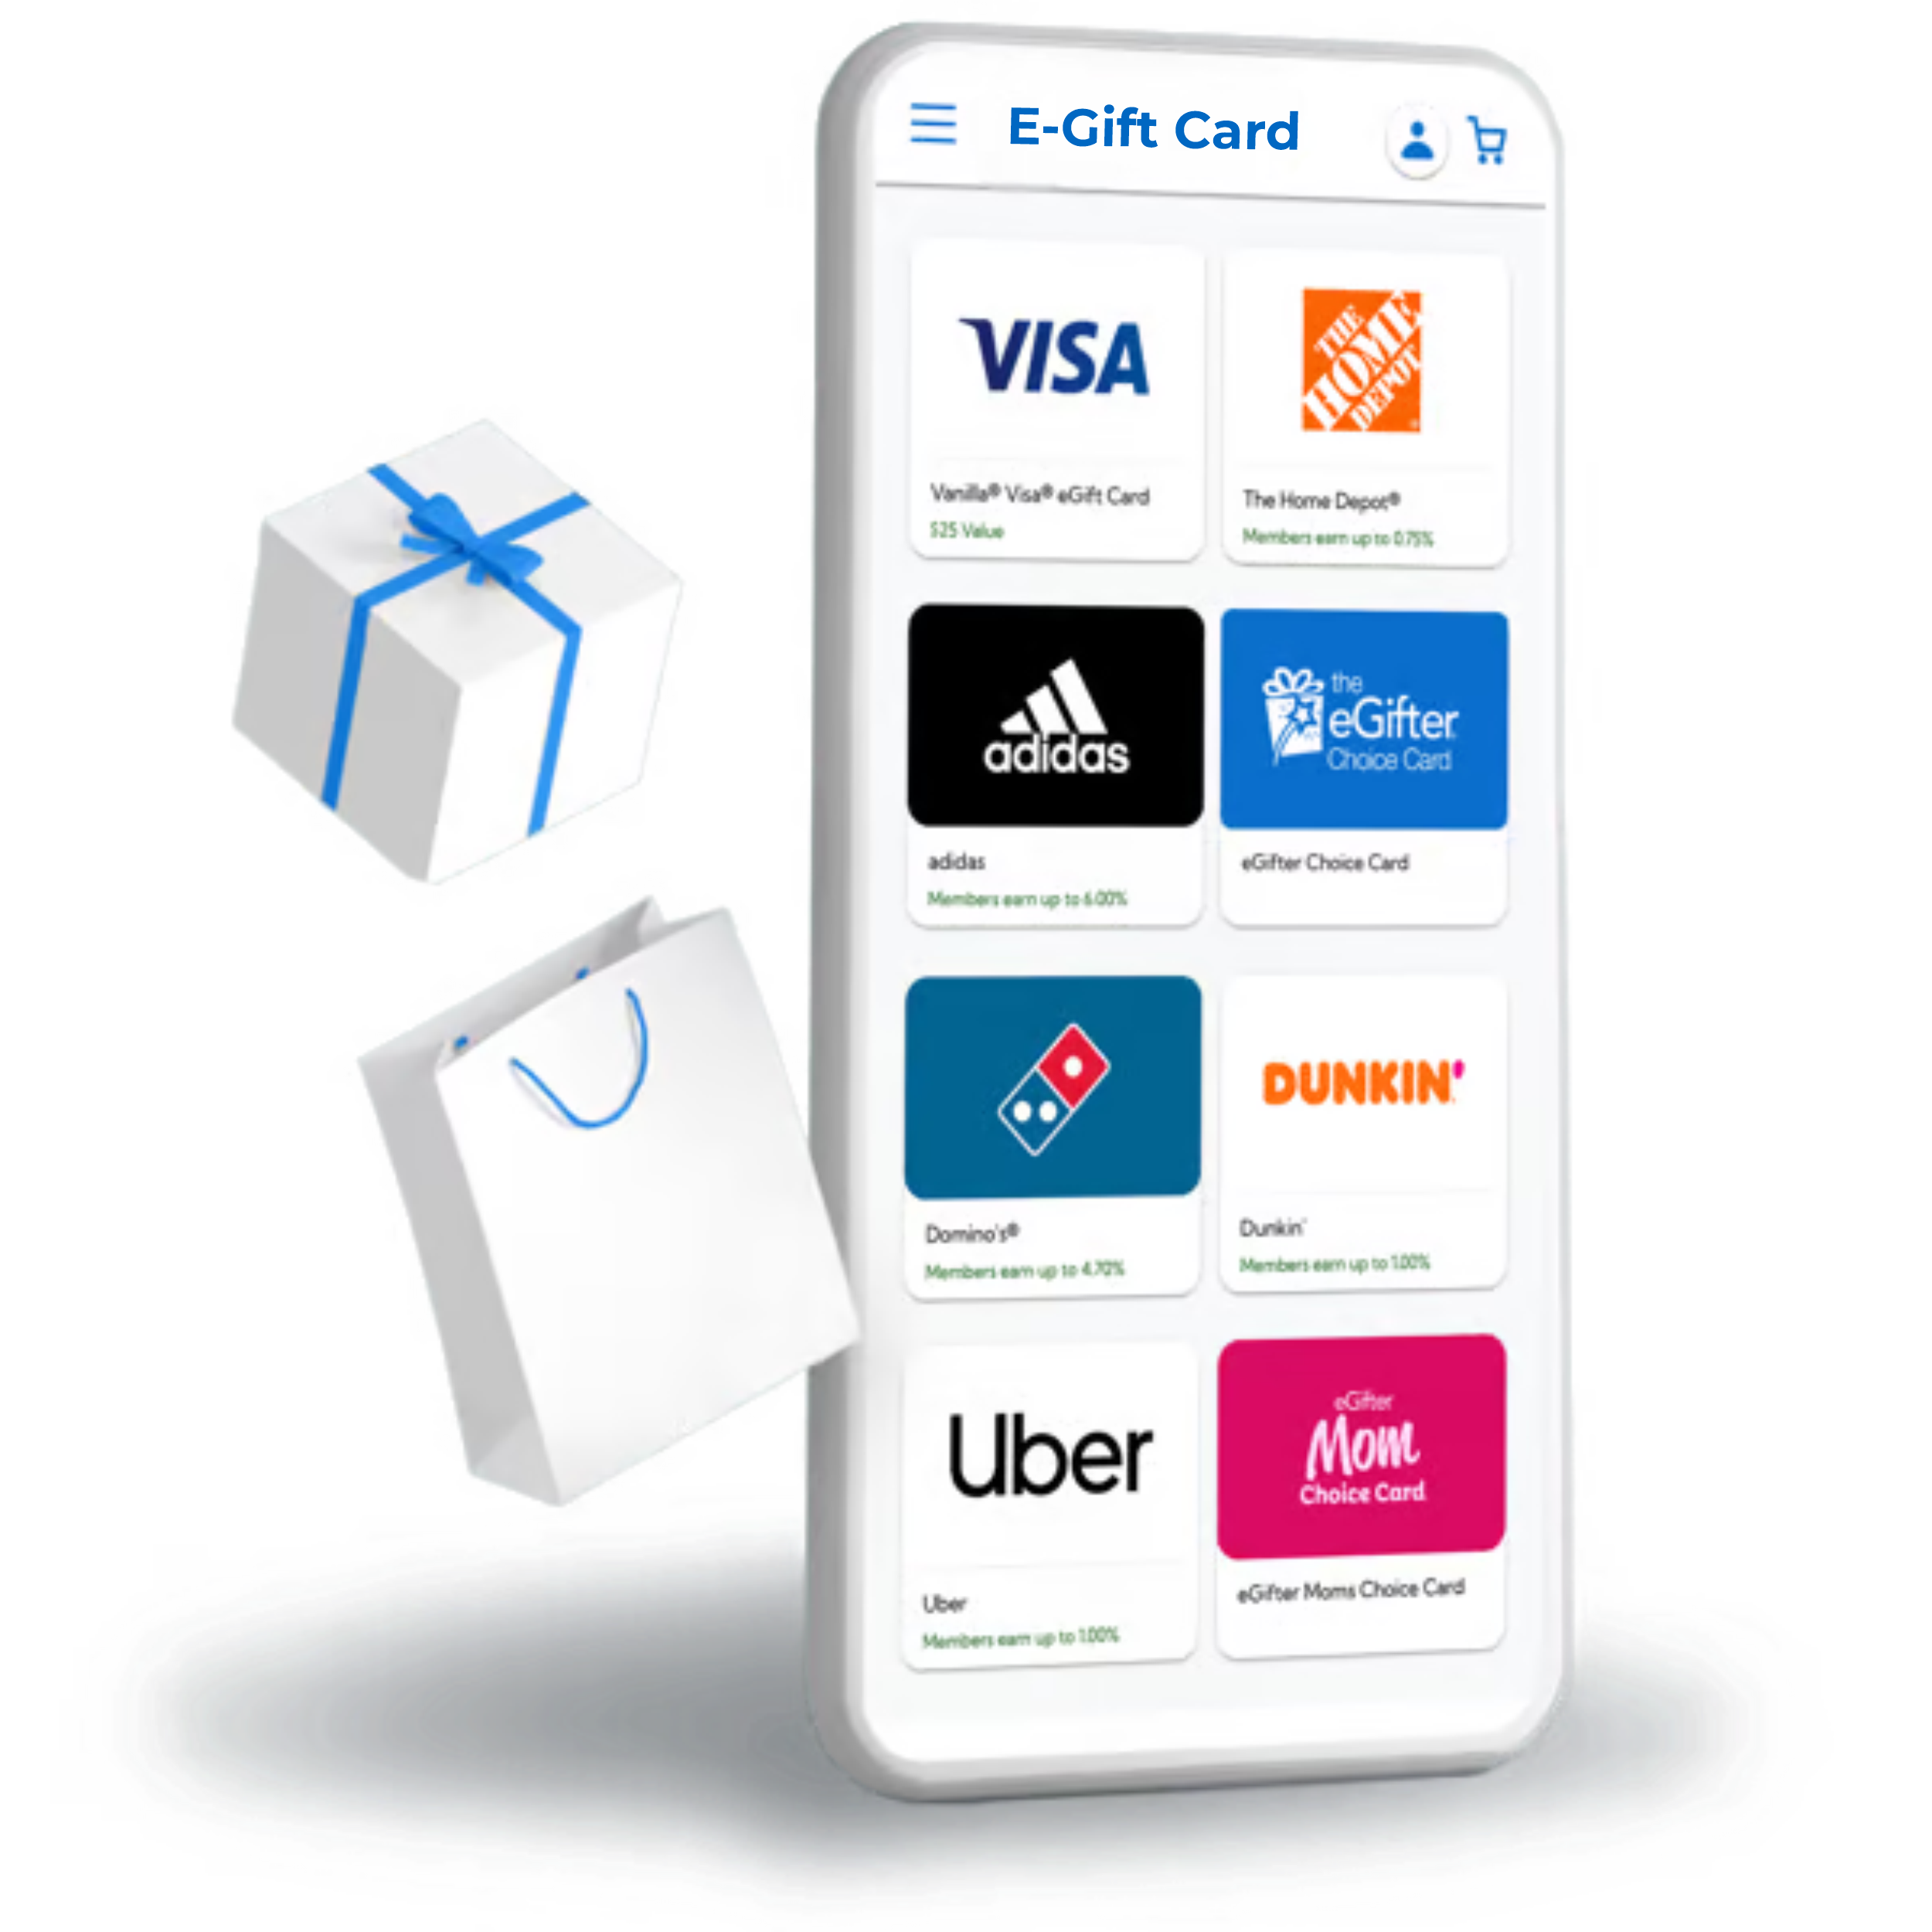 E-Gift Card
VISA
THE
HOME
DEPOT
Vanilla® Visa® eGift Card
$25 Value
The Home Depot®
Members earn up to 0.75%
adidas
the
eGifter
Choice Card
adidas
Members earn up to 6.00%
eGifter Choice Card
DUNKIN'
Domino's®
Members earn up to 4.70%
Dunkin'
Members earn up to 1.00%
Uber
eGifter
Mom
Choice Card
Uber
Members earn up to 1.00%
eGifter Moms Choice Card